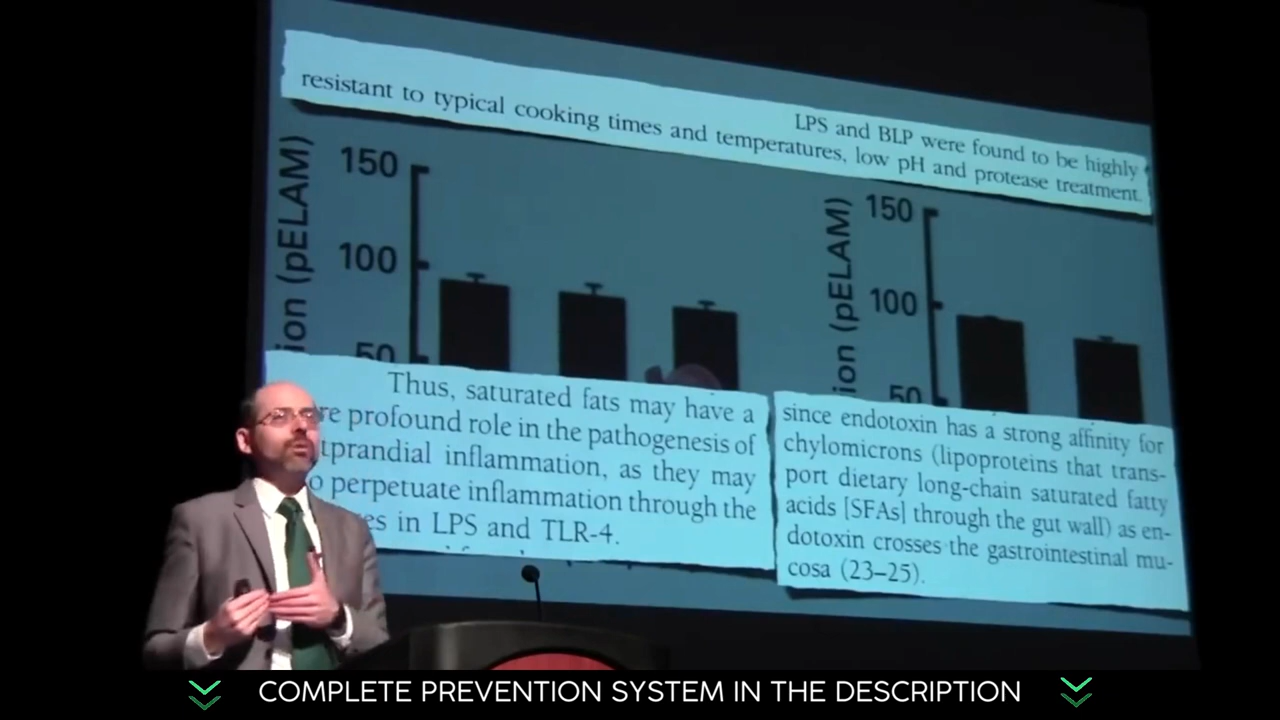 LPS and BLP were found to be highly
resistant to typical cooking times and temperatures, low pH and protease treatment.
150
100
50
ion (pELAM)
150
100
50
ion (pELAM)
Thus, saturated fats may have a
re profound role in the pathogenesis of
tprandial inflammation, as they may
o perpetuate inflammation through the
es in LPS and TLR-4.
since endotoxin has a strong affinity for
chylomicrons (lipoproteins that trans-
port dietary long-chain saturated fatty
acids [SFAs] through the gut wall) as en-
dotoxin crosses the gastrointestinal mu-
cosa (23–25).
COMPLETE PREVENTION SYSTEM IN THE DESCRIPTION